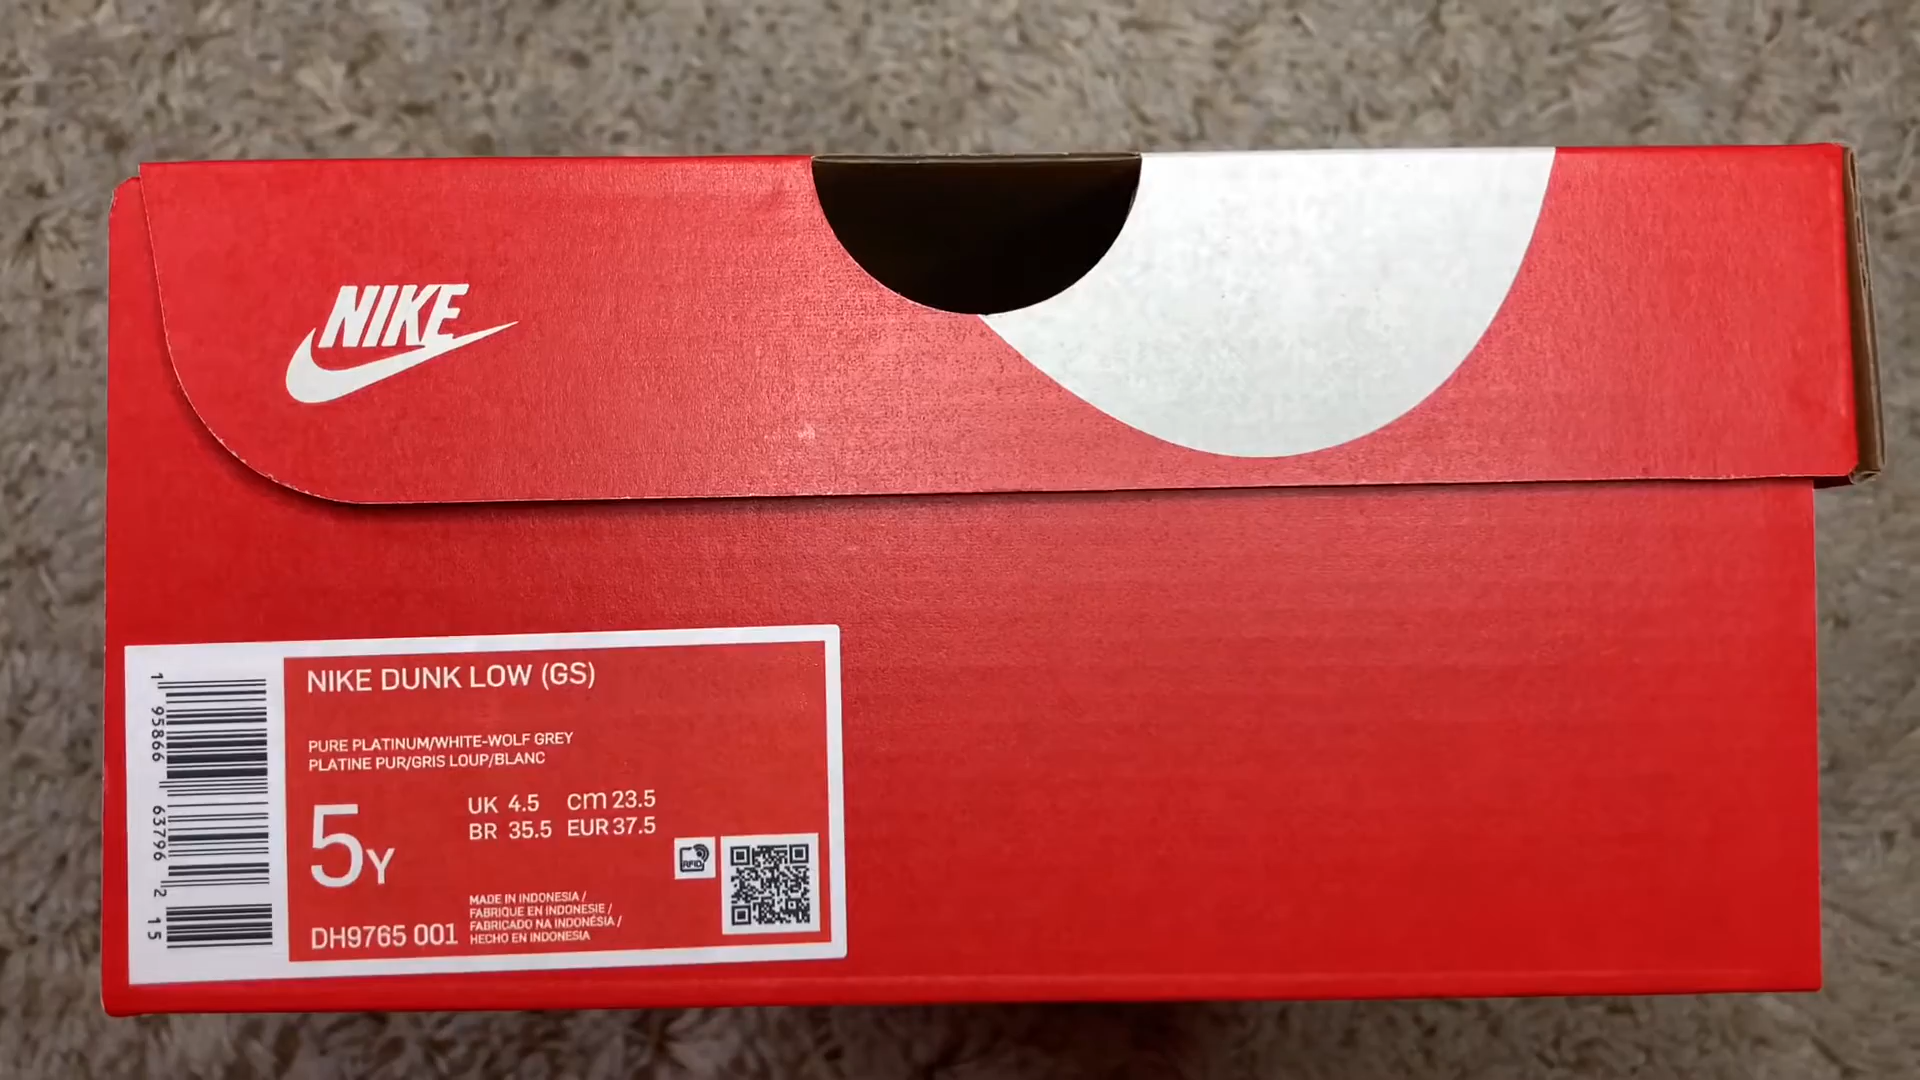 NIKE
NIKE DUNK LOW (GS)
PURE PLATINUM/WHITE-WOLF GREY
PLATINE PUR/GRIS LOUP/BLANC
5Y
UK 4.5 cm 23.5
BR 35.5 EUR 37.5
RFID
MADE IN INDONESIA /
FABRIQUE EN INDONESIE /
FABRICADO NA INDONÉSIA /
HECHO EN INDONESIA
DH9765 001
1 95866 63796 2 15